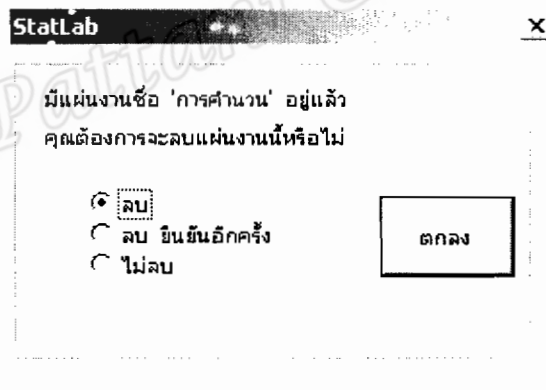 StatLab
มีแผ่นงานชื่อ 'การคำนวน' อยู่แล้ว
คุณต้องการจะลบแผ่นงานนี้หรือไม่
ลบ
ลบ ยืนยันอีกครั้ง
ตกลง
ไม่ลบ
Pattani